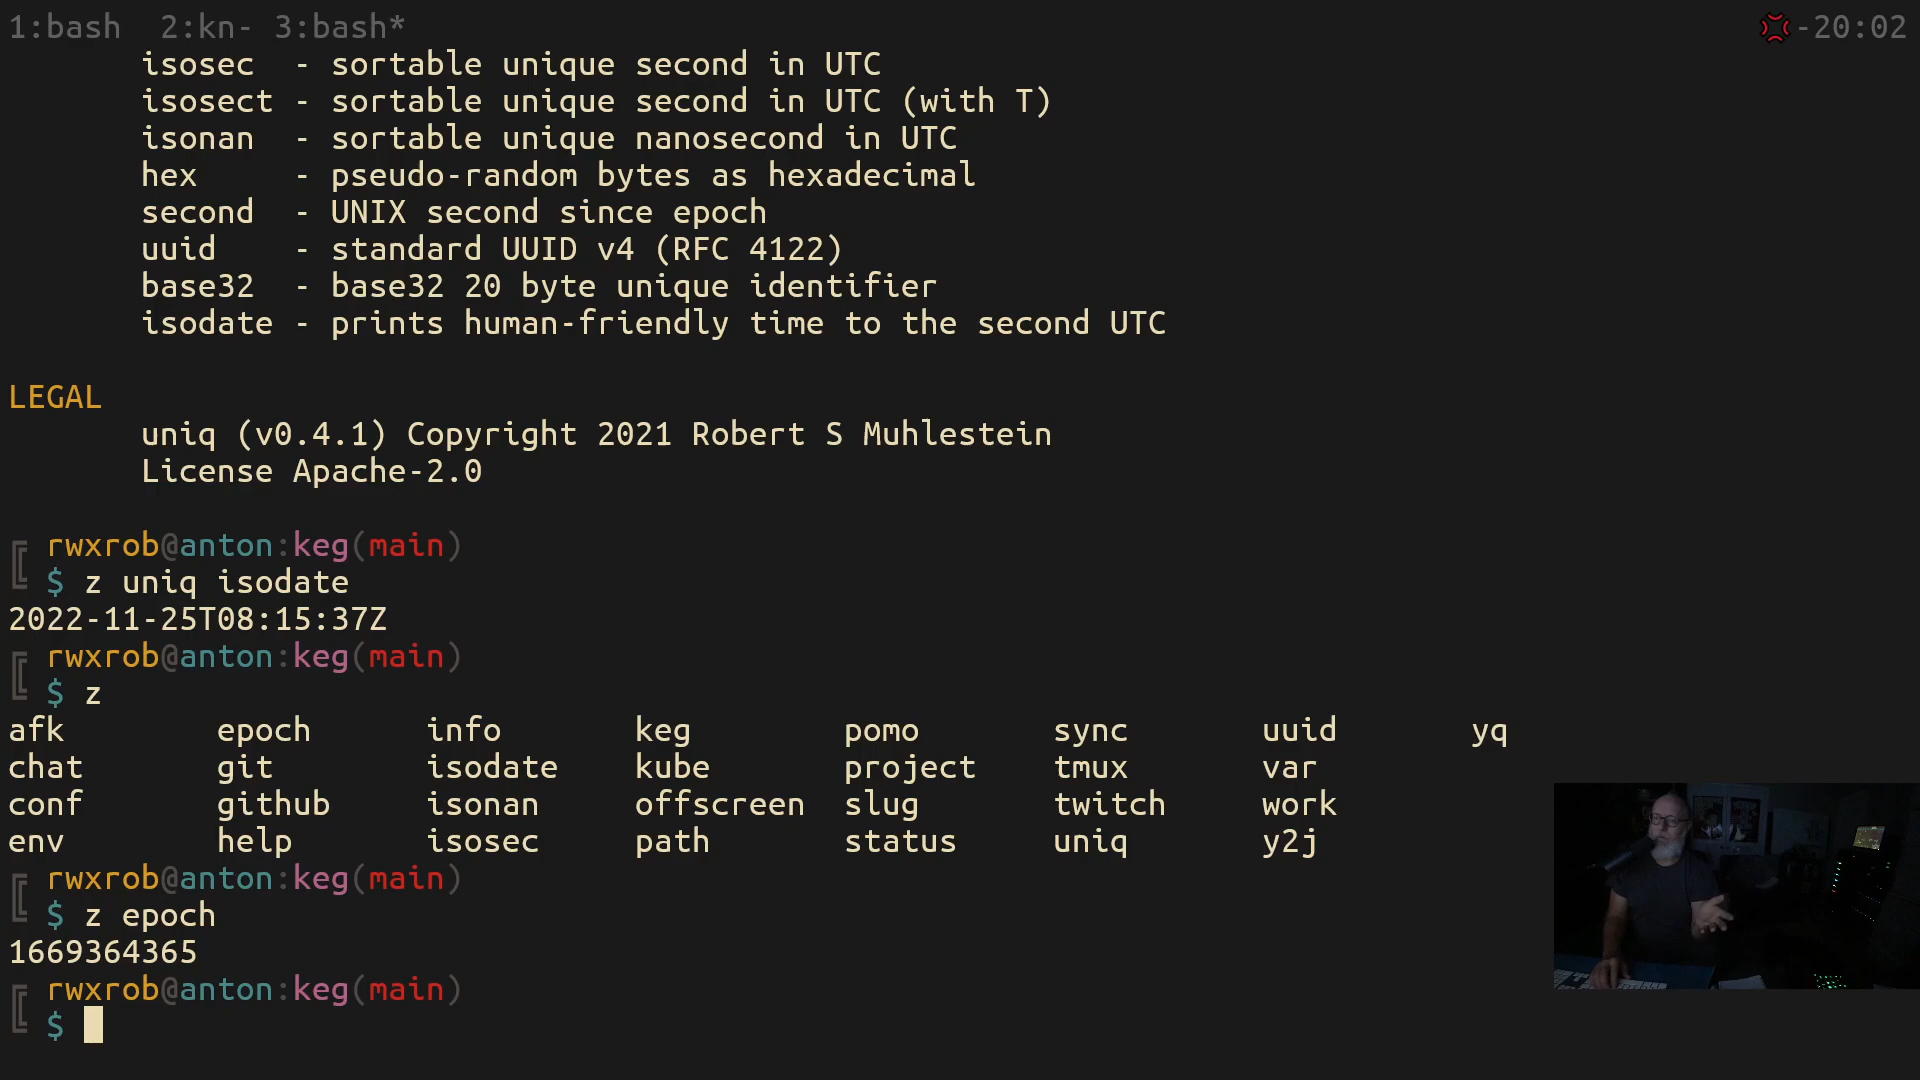 1:bash  2:kn- 3:bash* -20:02
isosec  - sortable unique second in UTC
isosect - sortable unique second in UTC (with T)
isonan  - sortable unique nanosecond in UTC
hex     - pseudo-random bytes as hexadecimal
second  - UNIX second since epoch
uuid    - standard UUID v4 (RFC 4122)
base32  - base32 20 byte unique identifier
isodate - prints human-friendly time to the second UTC
LEGAL
uniq (v0.4.1) Copyright 2021 Robert S Muhlestein
License Apache-2.0
rwxrob@anton:keg(main)
$ z uniq isodate
2022-11-25T08:15:37Z
rwxrob@anton:keg(main)
$ z
afk        epoch      info       keg        pomo       sync       uuid       yq
chat       git        isodate    kube       project    tmux       var
conf       github     isonan     offscreen  slug       twitch     work
env        help       isosec     path       status     uniq       y2j
rwxrob@anton:keg(main)
$ z epoch
1669364365
rwxrob@anton:keg(main)
$